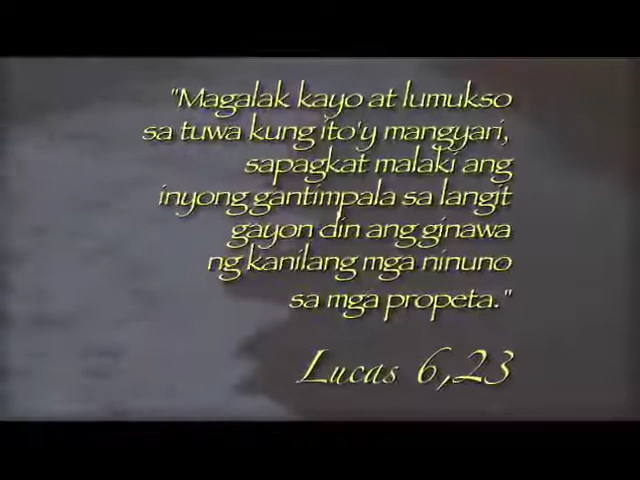 "Magalak kayo at lumukso
sa tuwa kung ito'y mangyari,
sapagkat malaki ang
inyong gantimpala sa langit
gayon din ang ginawa
ng kanilang mga ninuno
sa mga propeta."
Lucas 6,23